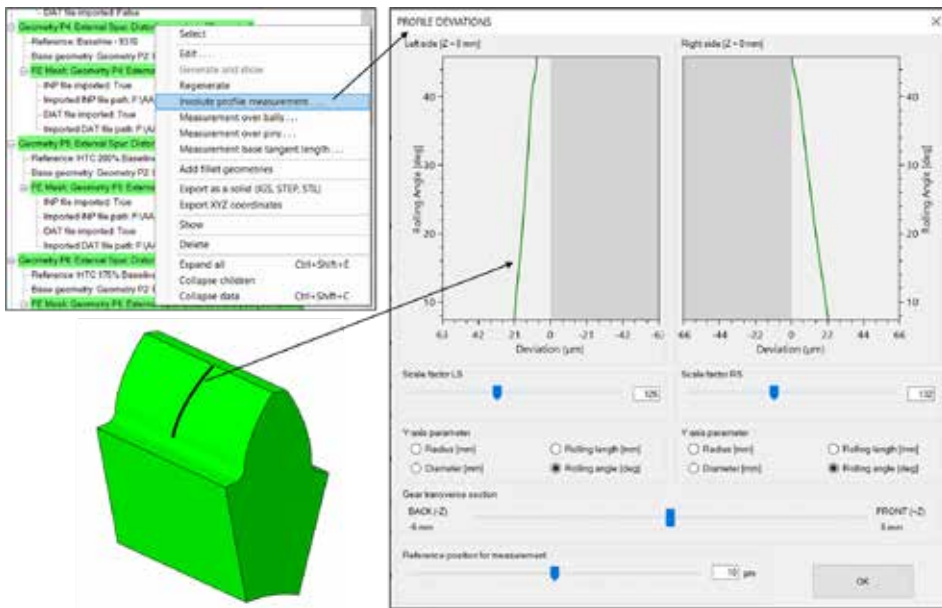 DAT file imported: False
Geometry P4, External Spur, Distor
Reference: Baseline - 9310
Base geometry: Geometry P2: E
FE Mesh: Geometry P4: Externa
INP file imported: True
Imported INP file path: F:\AA
DAT file imported: True
Imported DAT file path: F:\AA
Geometry P5, External Spur, Distor
Reference: HTC 200% Baseline
Base geometry: Geometry P2: E
FE Mesh: Geometry P5: Externa
INP file imported: True
Imported INP file path: F:\AA
DAT file imported: True
Imported DAT file path: F:\AA
Geometry P6, External Spur, Distor
Reference: HTC 175% Baselin
Base geometry: Geometry P2: E
FE Mesh: Geometry P6: Externa
Select
Edit ....
Generate and show
Regenerate
Involute profile measurement ....
Measurement over balls ...
Measurement over pins ...
Measurement base tangent length ...
Add fillet geometries
Export as a solid (IGS, STEP, STL)
Export XYZ coordinates
Show
Delete
Expand all Ctrl+Shift+E
Collapse children
Collapse data Ctrl+Shift+C
PROFILE DEVIATIONS
Left side [Z = 0 mm]
Right side [Z = 0 mm]
40
30
20
10
Rolling Angle [deg]
63 42 21 0 -21 -42 -63
Deviation (μm)
40
30
20
10
Rolling Angle [deg]
-66 -44 -22 0 22 44 66
Deviation (μm)
Scale factor LS
126
Scale factor RS
132
Y axis parameter
Radius [mm] Rolling length [mm]
Diameter [mm] Rolling angle [deg]
Y axis parameter
Radius [mm] Rolling length [mm]
Diameter [mm] Rolling angle [deg]
Gear transverse section
BACK (-Z)
FRONT (+Z)
Reference position for measurement
10 μm
OK